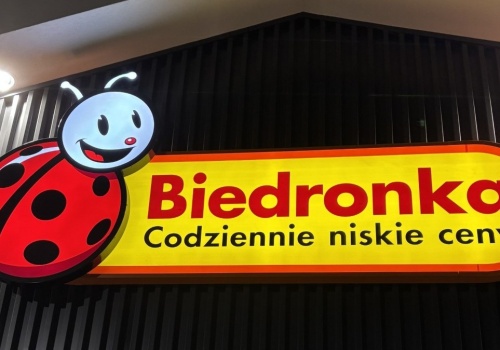 Biedronka
Codziennie niskie ceny